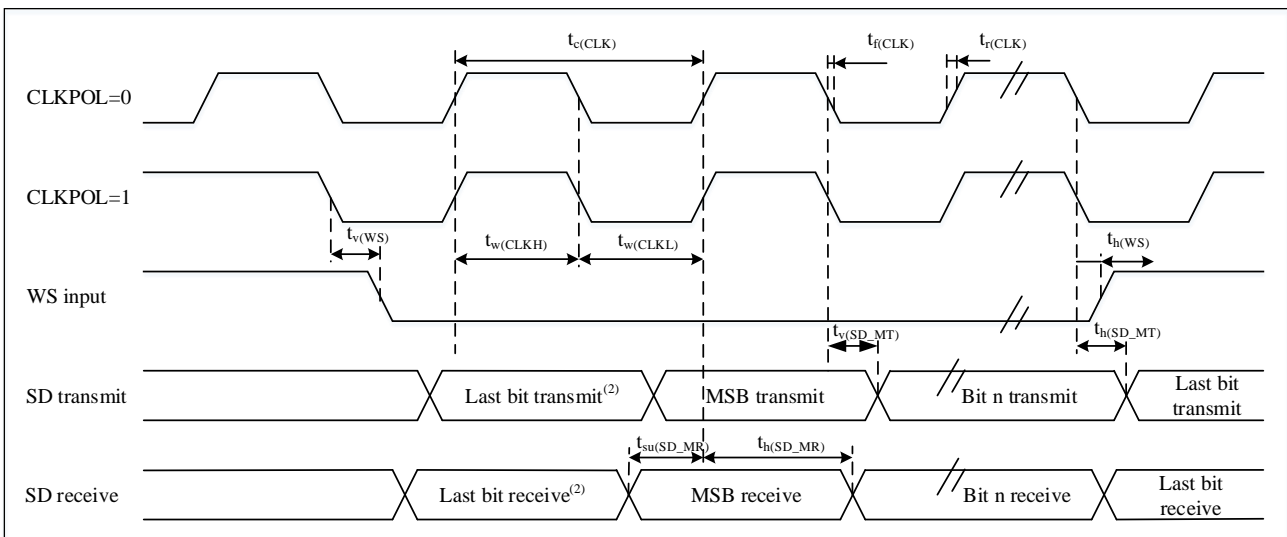 t_c(CLK)
t_f(CLK)
t_r(CLK)
CLKPOL=0
CLKPOL=1
t_v(WS)
t_w(CLKH)
t_w(CLKL)
t_h(WS)
WS input
t_v(SD_MT)
t_h(SD_MT)
SD transmit
Last bit transmit(2)
MSB transmit
Bit n transmit
Last bit
transmit
t_su(SD_MR)
t_h(SD_MR)
SD receive
Last bit receive(2)
MSB receive
Bit n receive
Last bit
receive